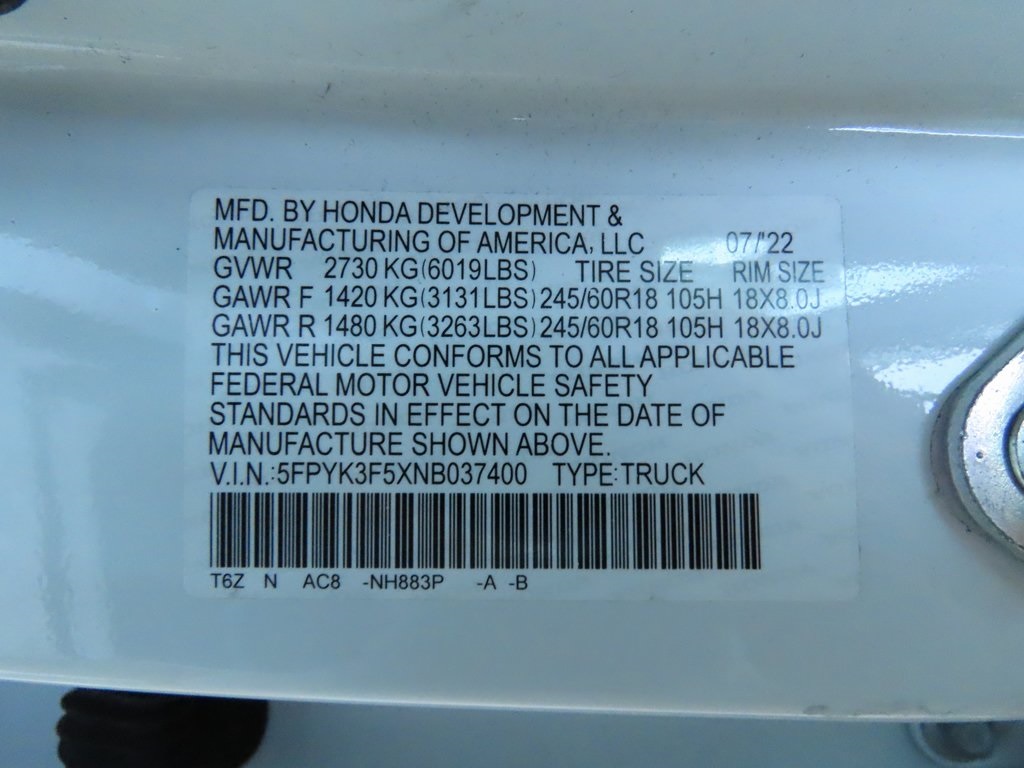 MFD. BY HONDA DEVELOPMENT &
MANUFACTURING OF AMERICA, LLC 07/'22
GVWR 2730 KG(6019LBS) TIRE SIZE RIM SIZE
GAWR F 1420 KG(3131LBS) 245/60R18 105H 18X8.0J
GAWR R 1480 KG(3263LBS) 245/60R18 105H 18X8.0J
THIS VEHICLE CONFORMS TO ALL APPLICABLE
FEDERAL MOTOR VEHICLE SAFETY
STANDARDS IN EFFECT ON THE DATE OF
MANUFACTURE SHOWN ABOVE.
V.I.N.:5FPYK3F5XNB037400 TYPE:TRUCK
T6Z N AC8 -NH883P -A -B